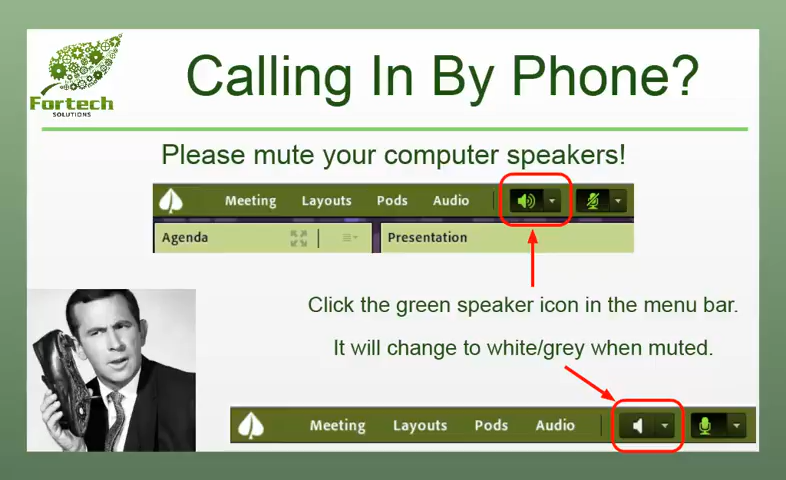 Fortech
SOLUTIONS
Calling In By Phone?
Please mute your computer speakers!
Meeting Layouts Pods Audio
Agenda Presentation
Click the green speaker icon in the menu bar.
It will change to white/grey when muted.
Meeting Layouts Pods Audio